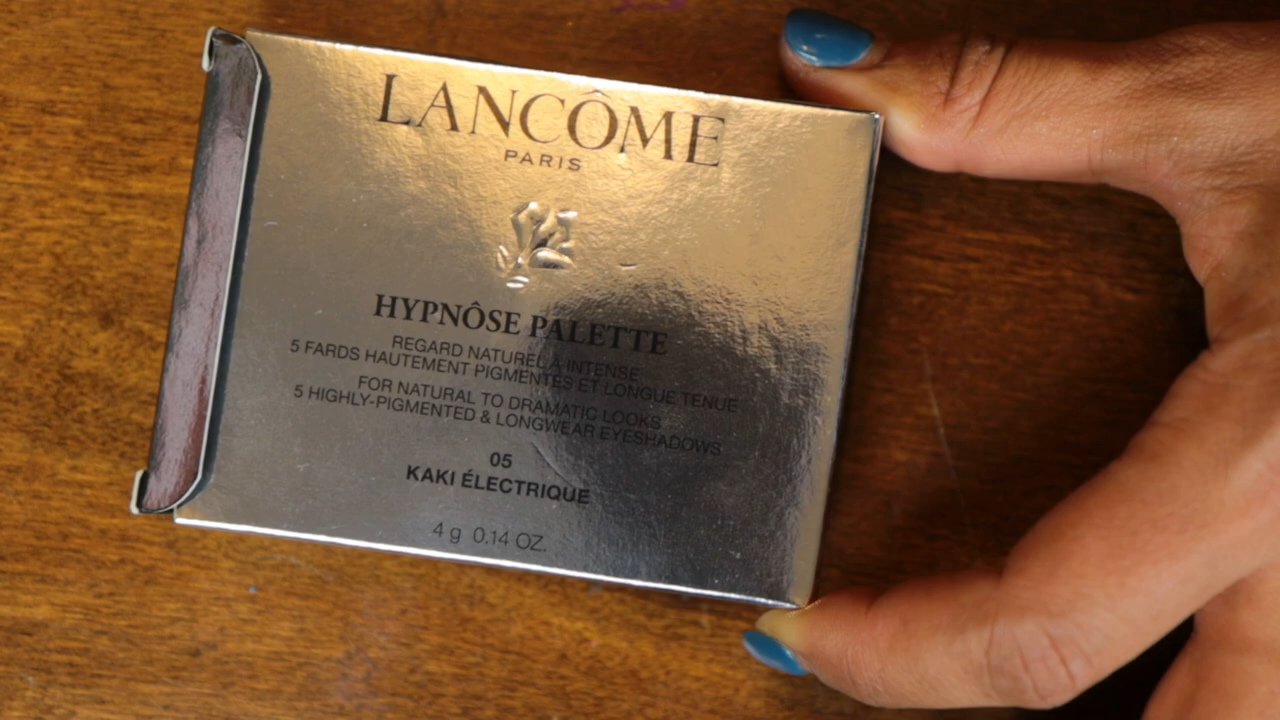 LANCÔME
PARIS
HYPNÔSE PALETTE
REGARD NATUREL À INTENSE
5 FARDS HAUTEMENT PIGMENTÉS ET LONGUE TENUE
FOR NATURAL TO DRAMATIC LOOKS
5 HIGHLY-PIGMENTED & LONGWEAR EYESHADOWS
05
KAKI ÉLECTRIQUE
4 g 0.14 OZ.